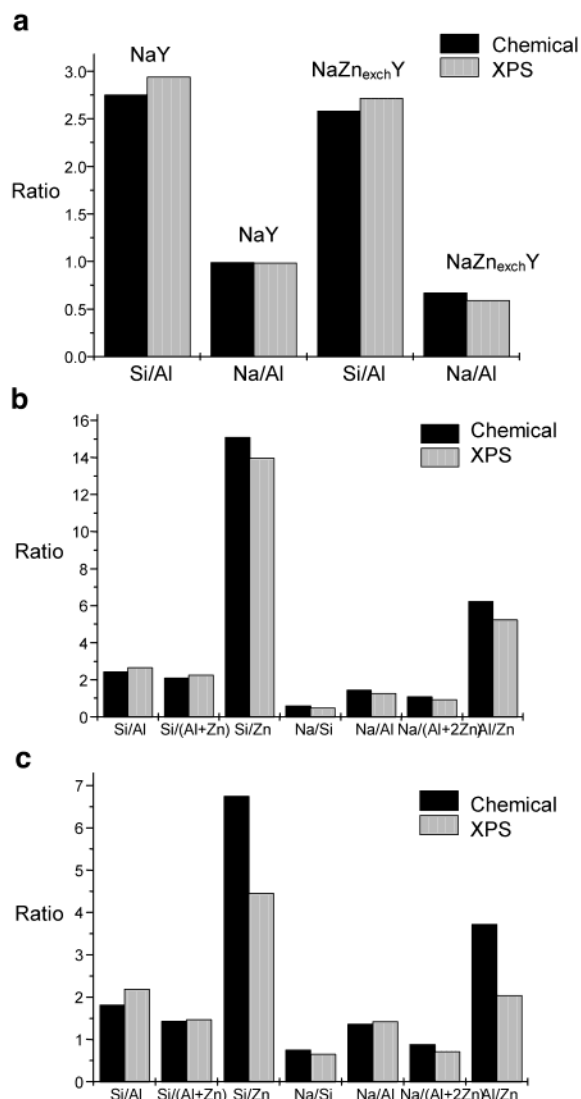 a
Chemical
XPS
3.0
2.5
2.0
1.5
1.0
0.5
0.0
Ratio
NaY
NaY
NaZn_exch Y
NaZn_exch Y
Si/Al Na/Al Si/Al Na/Al
b
Chemical
XPS
16
14
12
10
8
6
4
2
0
Ratio
Si/Al Si/(Al+Zn) Si/Zn Na/Si Na/Al Na/(Al+2Zn) Al/Zn
c
Chemical
XPS
7
6
5
4
3
2
1
0
Ratio
Si/Al Si/(Al+Zn) Si/Zn Na/Si Na/Al Na/((Al+2Zn) Al/Zn